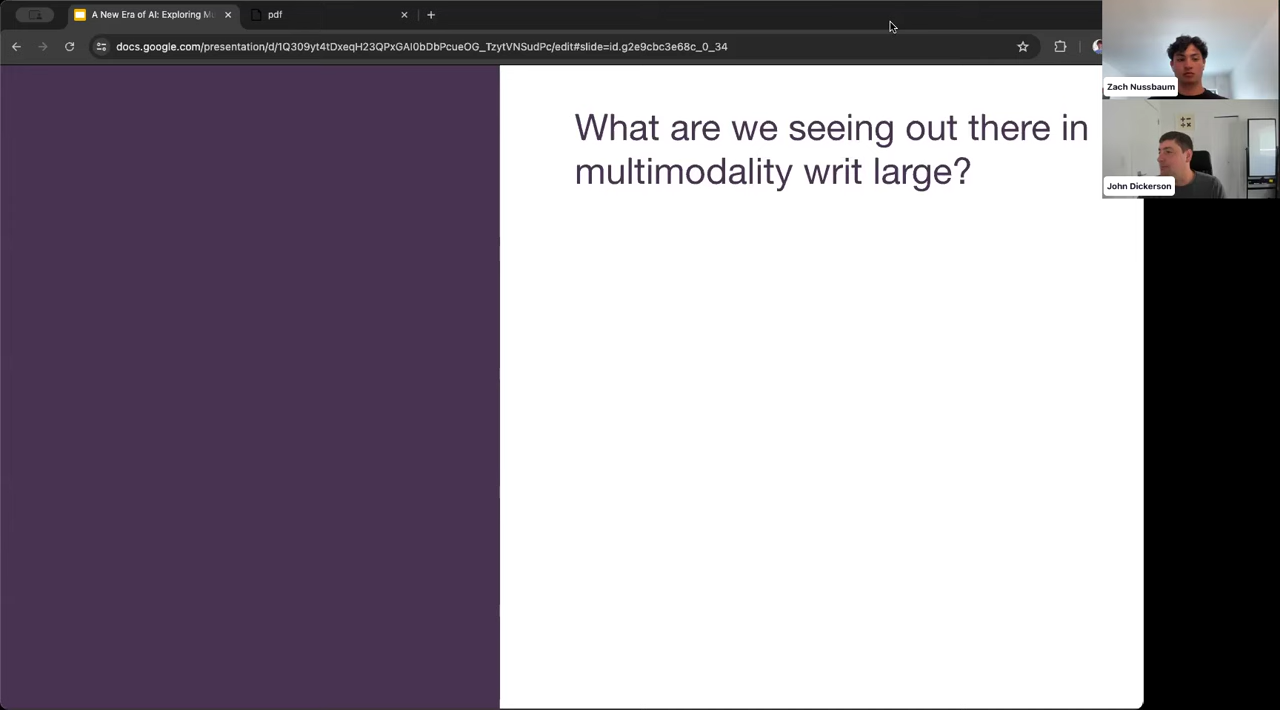 A New Era of AI: Exploring M
pdf
docs.google.com/presentation/d/1Q309yt4tDxeqH23QPxGAI0bDbPcueOG_TzytVNSudPc/edit#slide=id.g2e9cbc3e68c_0_34
Zach Nussbaum
What are we seeing out there in
multimodality writ large?
John Dickerson